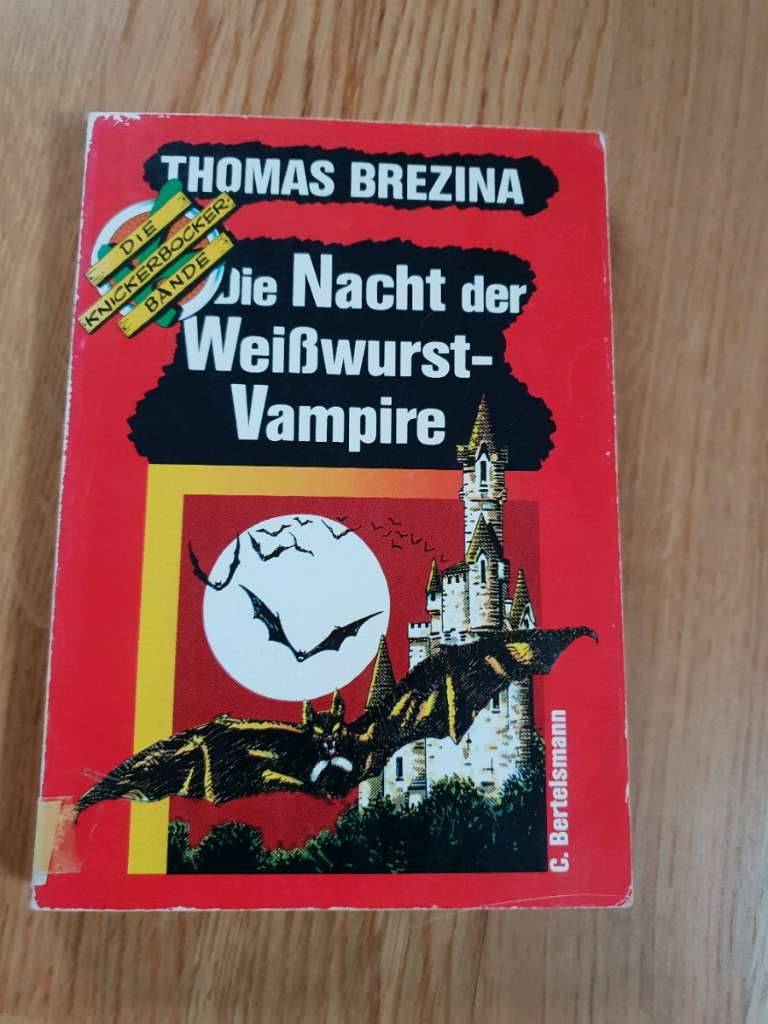 THOMAS BREZINA
DIE
KNICKERBOCKER
BANDE
Die Nacht der
Weißwurst-
Vampire
C. Bertelsmann